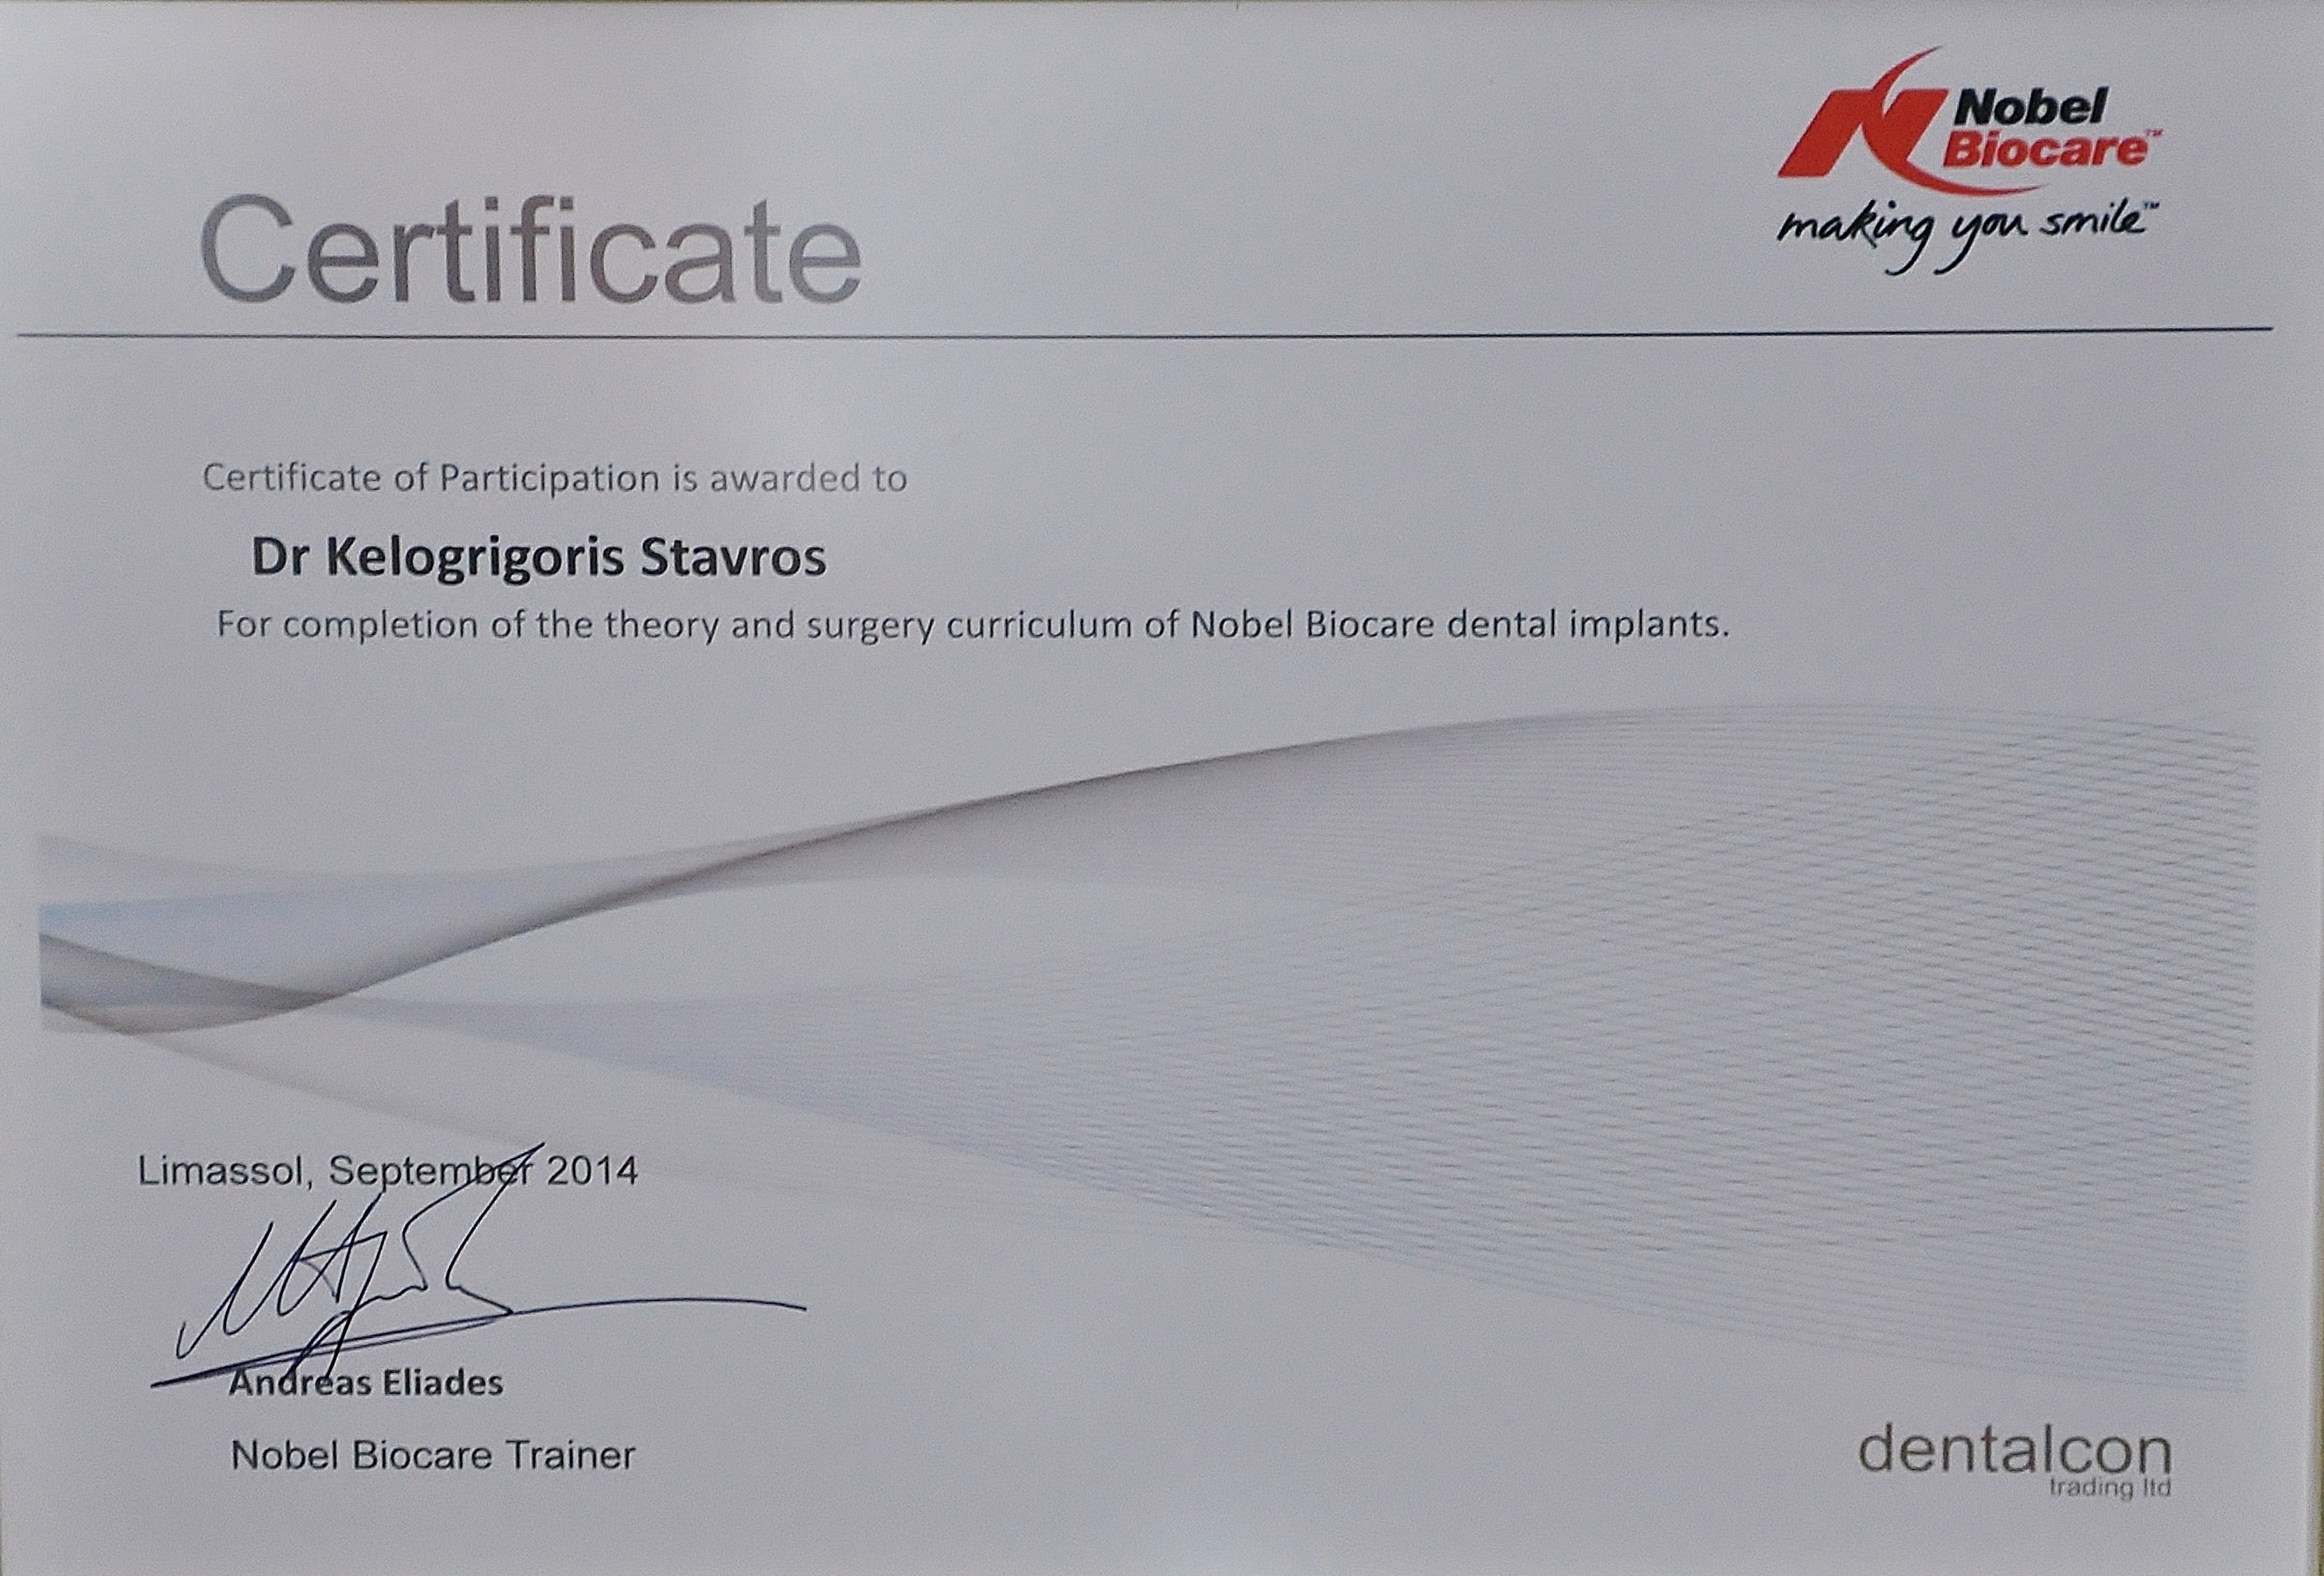 Nobel
Biocare™
making you smile™
Certificate
Certificate of Participation is awarded to
Dr Kelogrigoris Stavros
For completion of the theory and surgery curriculum of Nobel Biocare dental implants.
Limassol, September 2014
Andreas Eliades
Nobel Biocare Trainer
dentalcon
trading ltd